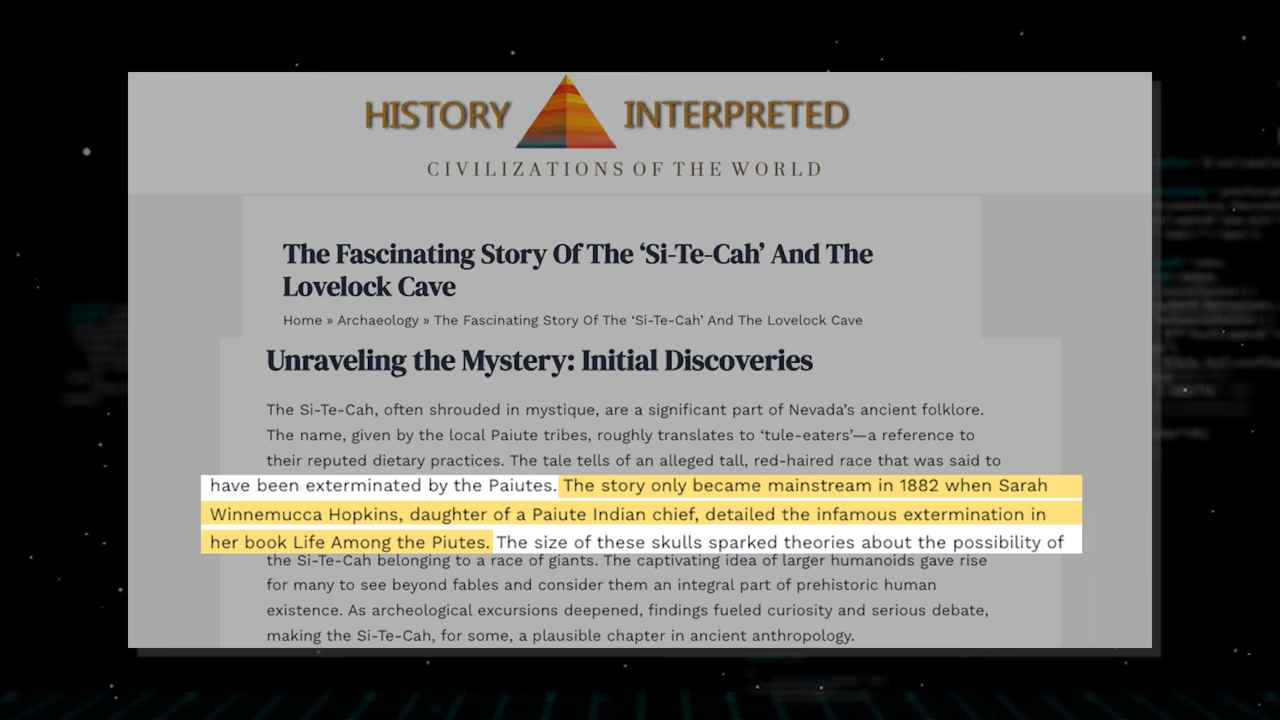 HISTORY INTERPRETED
CIVILIZATIONS OF THE WORLD
The Fascinating Story Of The ‘Si-Te-Cah’ And The
Lovelock Cave
Home » Archaeology » The Fascinating Story Of The ‘Si-Te-Cah’ And The Lovelock Cave
Unraveling the Mystery: Initial Discoveries
The Si-Te-Cah, often shrouded in mystique, are a significant part of Nevada’s ancient folklore.
The name, given by the local Paiute tribes, roughly translates to ‘tule-eaters’—a reference to
their reputed dietary practices. The tale tells of an alleged tall, red-haired race that was said to
have been exterminated by the Paiutes. The story only became mainstream in 1882 when Sarah
Winnemucca Hopkins, daughter of a Paiute Indian chief, detailed the infamous extermination in
her book Life Among the Piutes. The size of these skulls sparked theories about the possibility of
the Si-Te-Cah belonging to a race of giants. The captivating idea of larger humanoids gave rise
for many to see beyond fables and consider them an integral part of prehistoric human
existence. As archeological excursions deepened, findings fueled curiosity and serious debate,
making the Si-Te-Cah, for some, a plausible chapter in ancient anthropology.